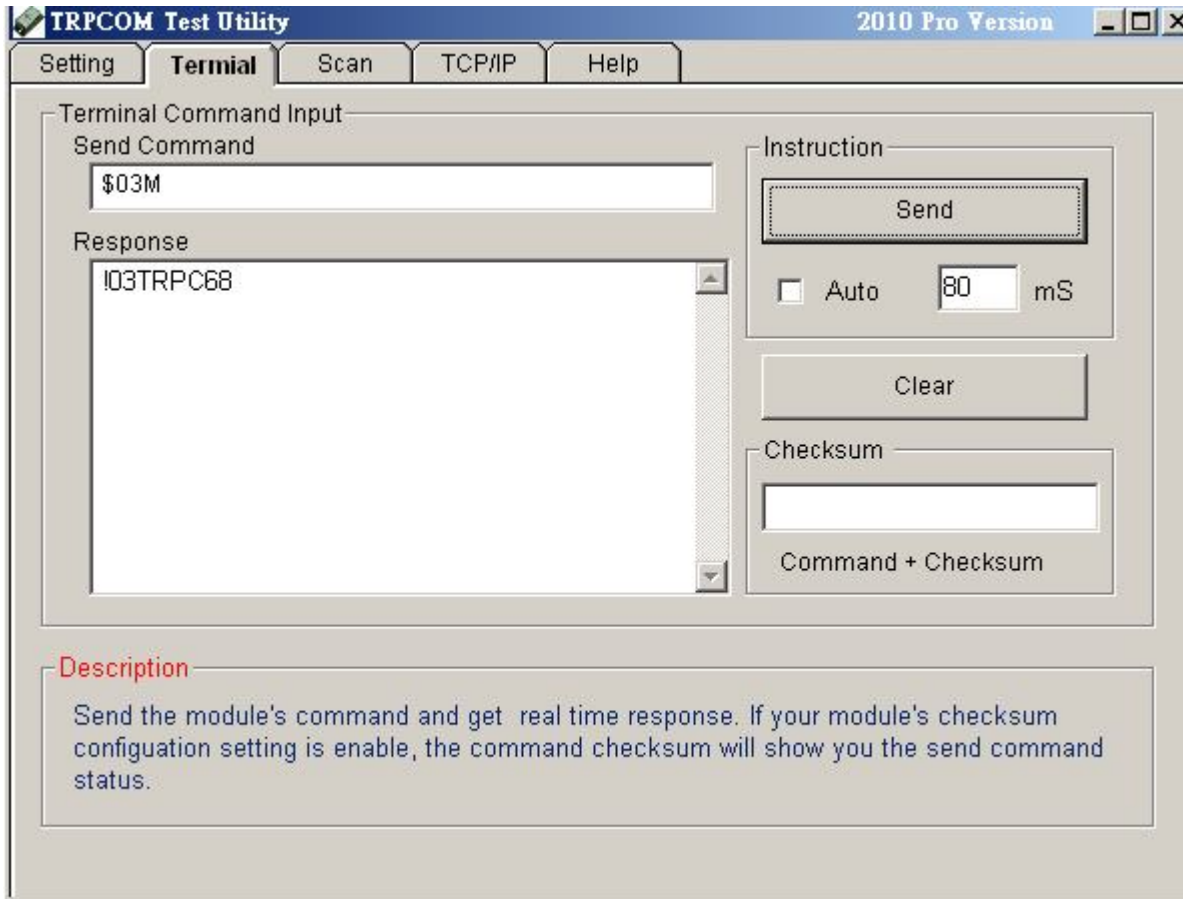 TRPCOM Test Utility 2010 Pro Version
Setting Termial Scan TCP/IP Help
Terminal Command Input
Send Command
$03M
Response
!03TRPC68
Instruction
Send
Auto 80 mS
Clear
Checksum
Command + Checksum
Description
Send the module's command and get real time response. If your module's checksum
configuation setting is enable, the command checksum will show you the send command
status.